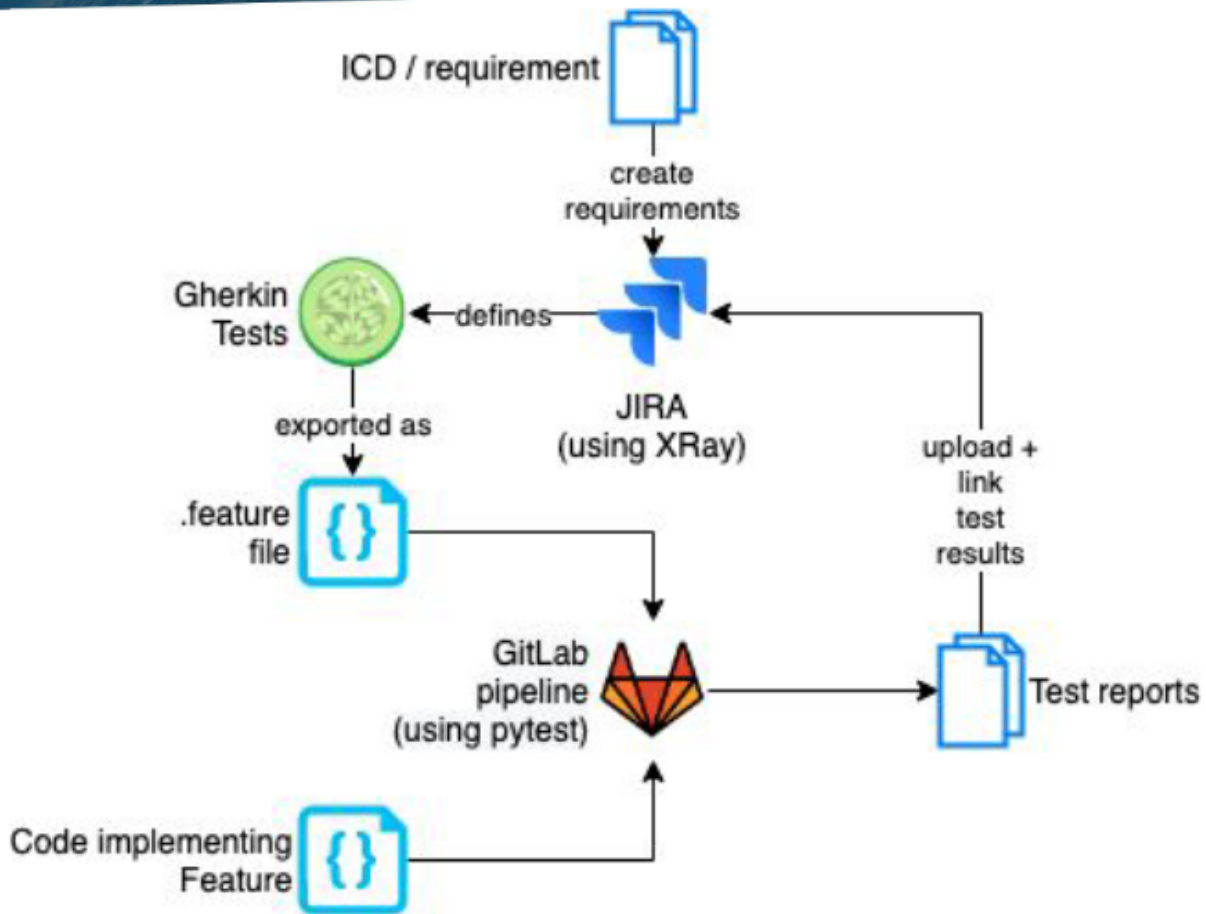 ICD / requirement
create
requirements
Gherkin
Tests
defines
JIRA
(using XRay)
exported as
upload +
link
test
results
.feature
file
{}
GitLab
pipeline
(using pytest)
Test reports
Code implementing
Feature
{}